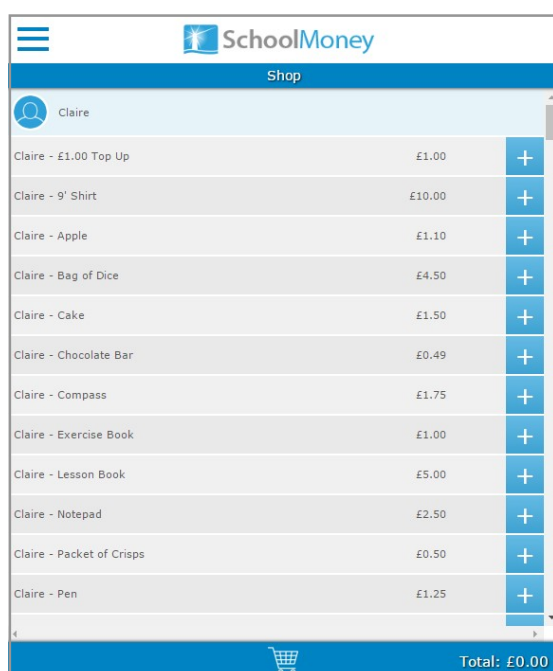 SchoolMoney
Shop
Claire
Claire - £1.00 Top Up £1.00
Claire - 9' Shirt £10.00
Claire - Apple £1.10
Claire - Bag of Dice £4.50
Claire - Cake £1.50
Claire - Chocolate Bar £0.49
Claire - Compass £1.75
Claire - Exercise Book £1.00
Claire - Lesson Book £5.00
Claire - Notepad £2.50
Claire - Packet of Crisps £0.50
Claire - Pen £1.25
Total: £0.00